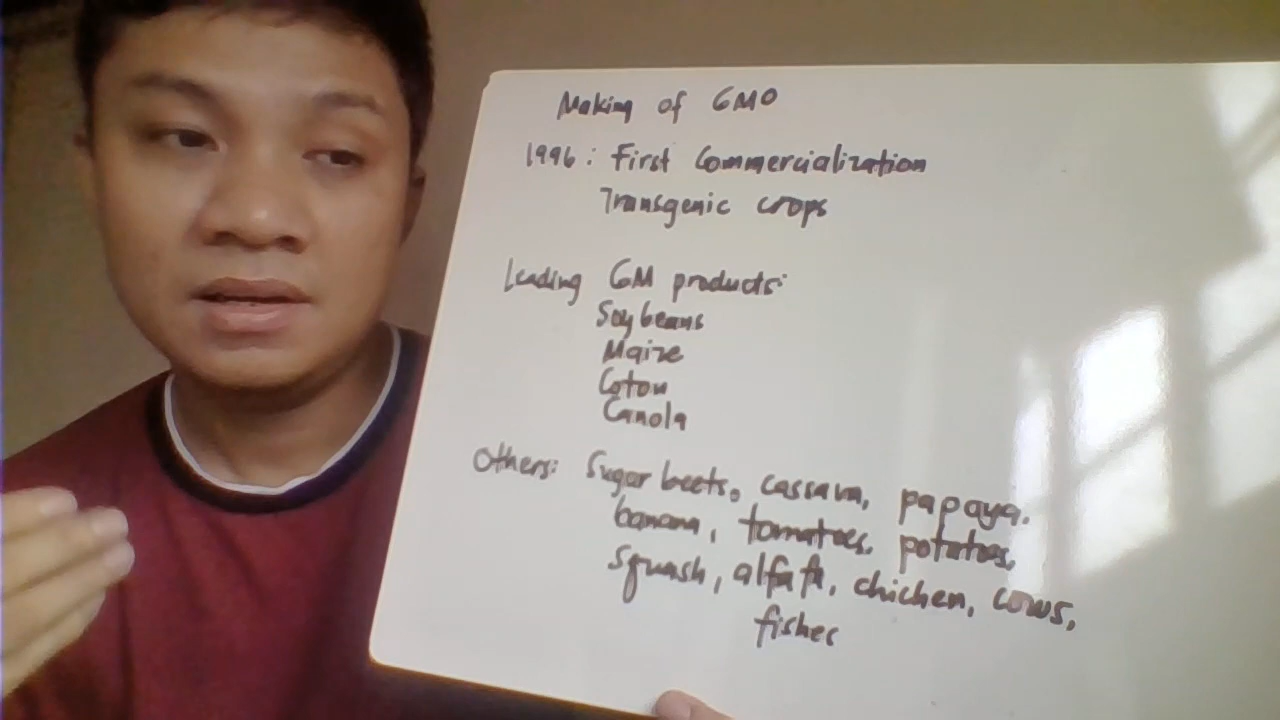 Making of GMO
1996: First Commercialization
Transgenic crops
Leading GM products:
Soybeans
Maize
Coton
Canola
Others: Sugar beets, cassava, papaya,
banana, tomatoes, potatoes,
squash, alfafa, chicken, cows,
fishes